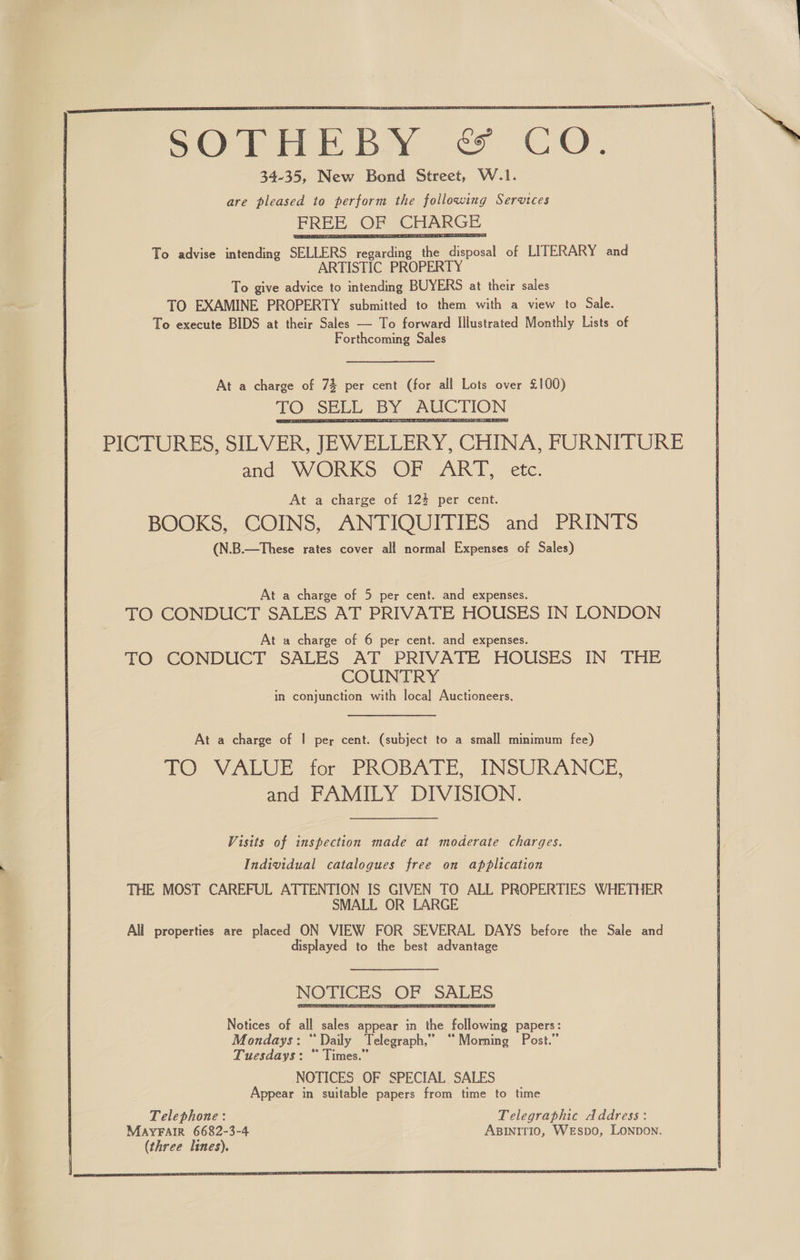 SOTHEBY & CO.
34-35, New Bond Street, W.1.
are pleased to perform the following Services
FREE OF CHARGE
To advise intending SELLERS regarding the disposal of LITERARY and
ARTISTIC PROPERTY
To give advice to intending BUYERS at their sales
TO EXAMINE PROPERTY submitted to them with a view to Sale.
To execute BIDS at their Sales — To forward Illustrated Monthly Lists of
Forthcoming Sales
At a charge of 7½ per cent (for all Lots over £100)
TO SELL BY AUCTION
PICTURES, SILVER, JEWELLERY, CHINA, FURNITURE
and WORKS OF ART, etc.
At a charge of 12½ per cent.
BOOKS, COINS, ANTIQUITIES and PRINTS
(N.B.—These rates cover all normal Expenses of Sales)
At a charge of 5 per cent. and expenses.
TO CONDUCT SALES AT PRIVATE HOUSES IN LONDON
At a charge of 6 per cent. and expenses.
TO CONDUCT SALES AT PRIVATE HOUSES IN THE
COUNTRY
in conjunction with local Auctioneers.
At a charge of 1 per cent. (subject to a small minimum fee)
TO VALUE for PROBATE, INSURANCE,
and FAMILY DIVISION.
Visits of inspection made at moderate charges.
Individual catalogues free on application
THE MOST CAREFUL ATTENTION IS GIVEN TO ALL PROPERTIES WHETHER
SMALL OR LARGE
All properties are placed ON VIEW FOR SEVERAL DAYS before the Sale and
displayed to the best advantage
NOTICES OF SALES
Notices of all sales appear in the following papers:
Mondays: "Daily Telegraph," "Morning Post."
Tuesdays: "Times."
NOTICES OF SPECIAL SALES
Appear in suitable papers from time to time
Telephone: Telegraphic Address:
MAYFAIR 6682-3-4 ABINITIO, WESDO, LONDON.
(three lines).